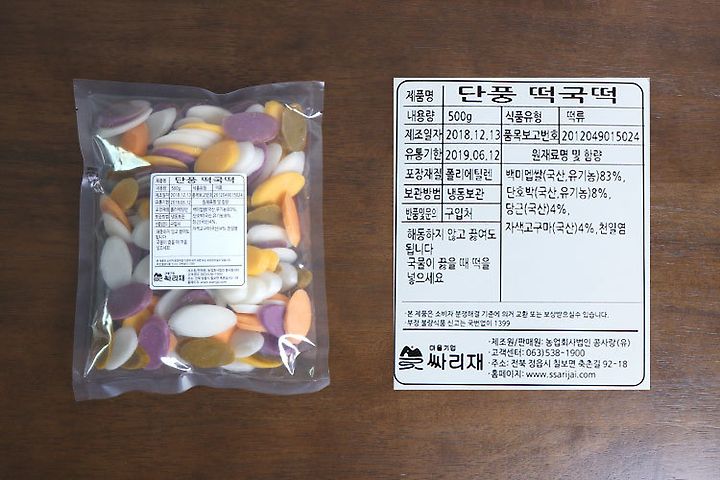 제품명 단풍 떡국떡
내용량 500g 식품유형 떡류
제조일자 2018.12.13 품목보고번호 2012049015024
유통기한 2019.06.12 원재료명 및 함량
포장재질 폴리에틸렌
보관방법 냉동보관
반품및문의 구입처
백미멥쌀(국산,유기농)83%,
단호박(국산,유기농)8%,
당근(국산)4%,
자색고구마(국산)4%, 천일염
해동하지 않고 끓여도
됩니다
국물이 끓을 때 떡을
넣으세요
·본 제품은 소비자 분쟁해결 기준에 의거 교환 또는 보상받으실수 있습니다.
·부정 불량식품 신고는 국번없이 1399
마을기업
싸리재
·제조원/판매원: 농업회사법인 콩사랑(유)
·고객센터: 063)538-1900
·주소: 전북 정읍시 칠보면 축촌길 92-18
·홈페이지: www.ssarijai.com